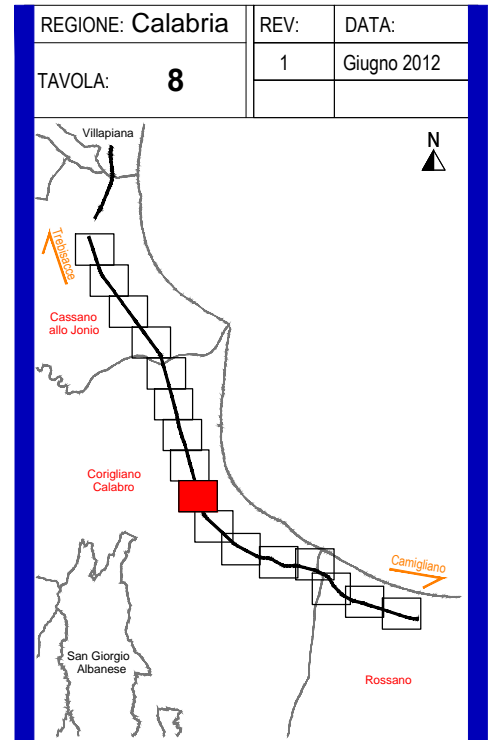 REGIONE: Calabria
REV:
DATA:
1
Giugno 2012
TAVOLA: 8
Villapiana
N
Trebisacce
Cassano
allo Jonio
Corigliano
Calabro
Camigliano
San Giorgio
Albanese
Rossano